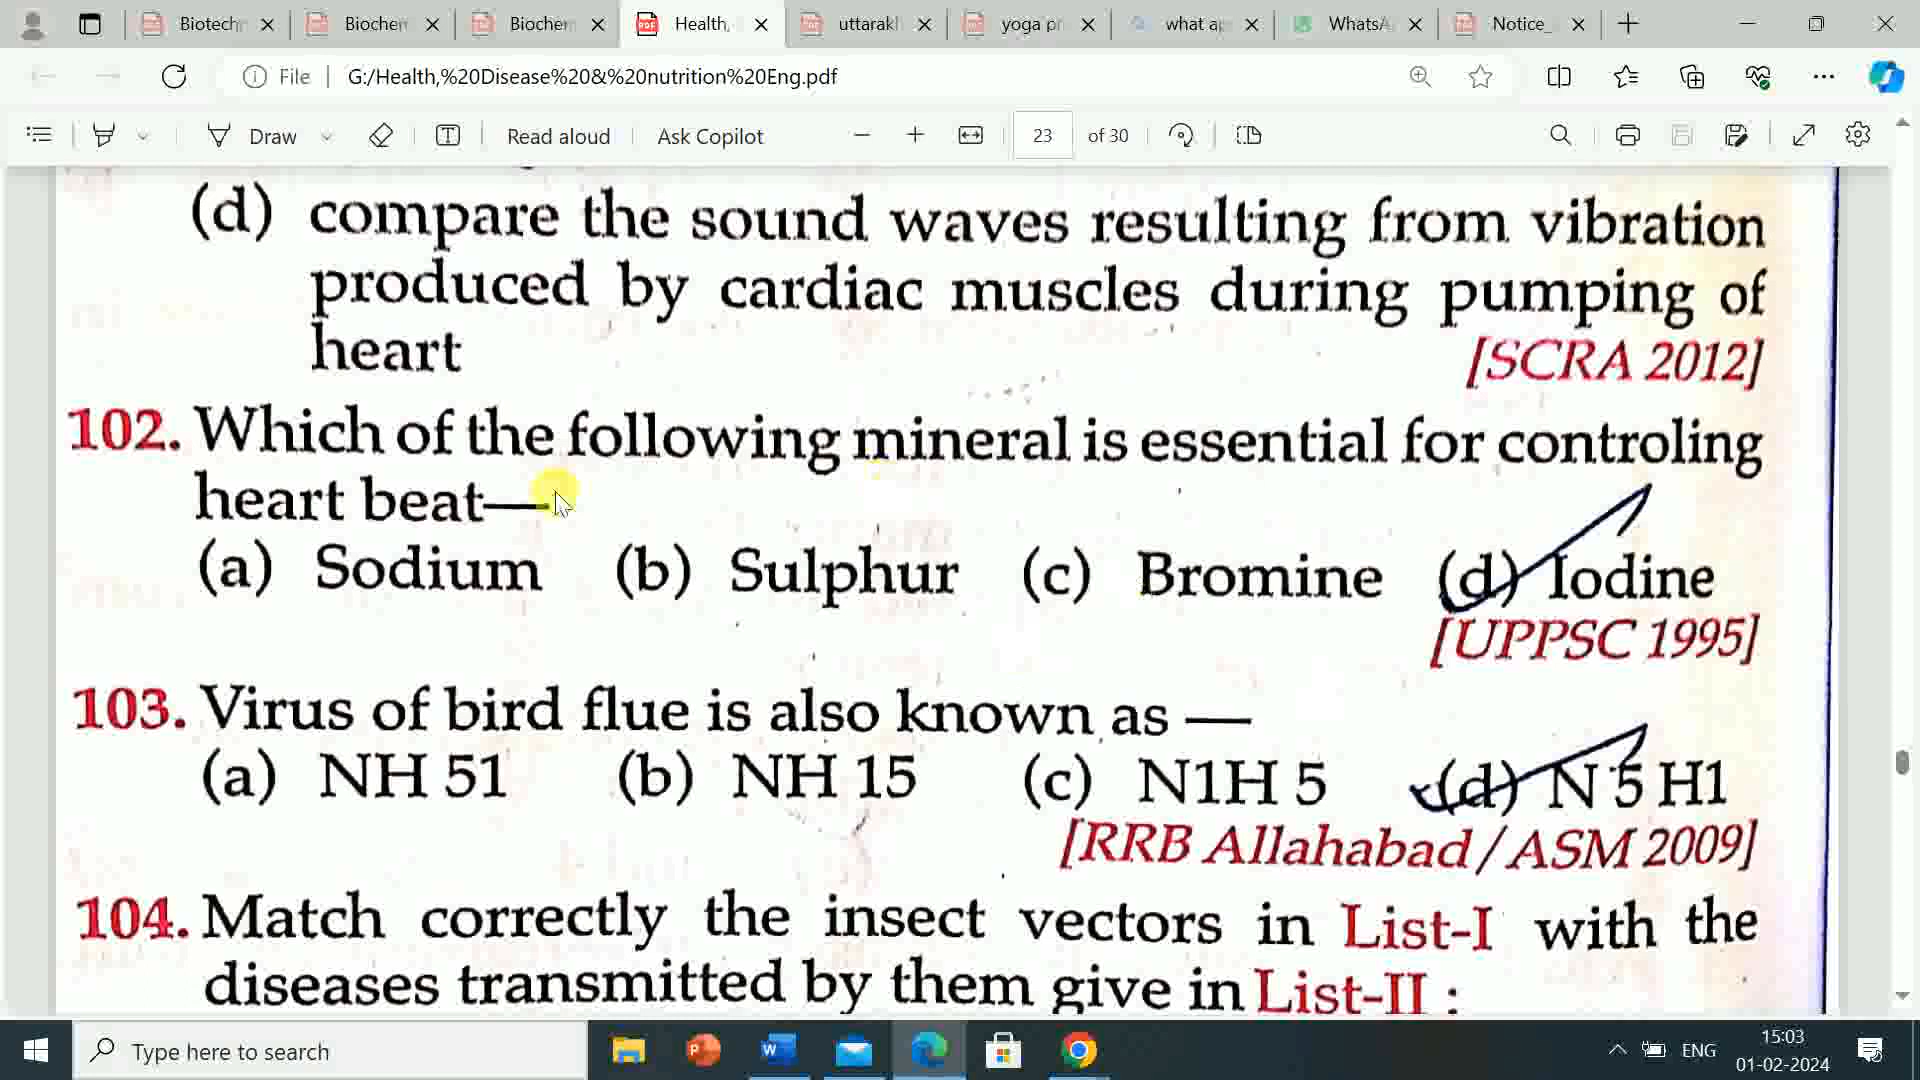 Biotech
Biochem
Biochem
Health,
uttarakh
yoga pr
what ap
WhatsA
Notice_
File
G:/Health,%20Disease%20&%20nutrition%20Eng.pdf
Draw
Read aloud
Ask Copilot
23 of 30
(d) compare the sound waves resulting from vibration
produced by cardiac muscles during pumping of
heart
[SCRA 2012]
102. Which of the following mineral is essential for controling
heart beat—
(a) Sodium (b) Sulphur (c) Bromine (d) Iodine
[UPPSC 1995]
103. Virus of bird flue is also known as —
(a) NH 51 (b) NH 15 (c) N1H 5 (d) N 5 H1
[RRB Allahabad/ASM 2009]
104. Match correctly the insect vectors in List-I with the
diseases transmitted by them give in List-II :
Type here to search
ENG
15:03
01-02-2024